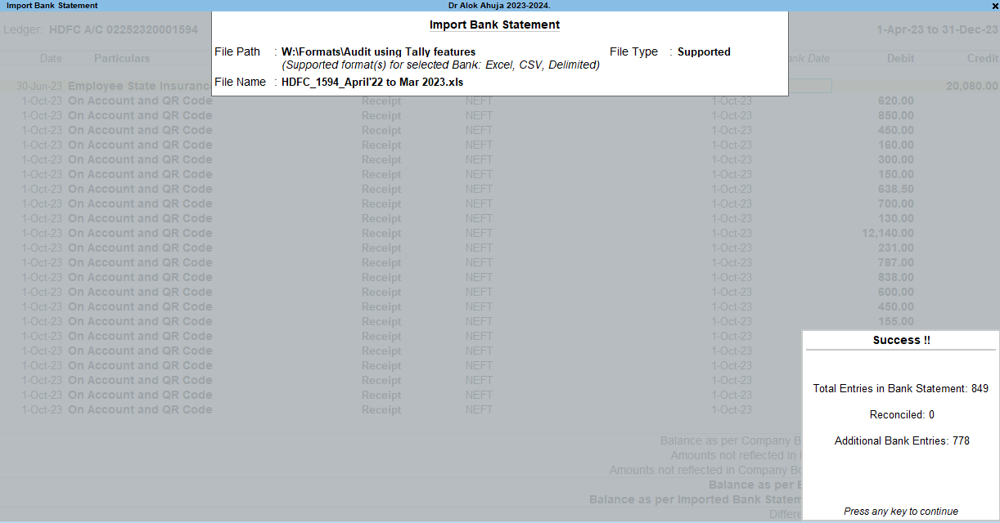 Import Bank Statement Dr Alok Ahuja 2023-2024. ×
Import Bank Statement
Ledger: HDFC A/C 02252320001594 1-Apr-23 to 31-Dec-23
File Path : W:\Formats\Audit using Tally features File Type : Supported
(Supported format(s) for selected Bank: Excel, CSV, Delimited)
File Name : HDFC_1594_April'22 to Mar 2023.xls
Date Particulars Date Debit Credit
30-Jun-23 Employee State Insurance 20,080.00
1-Oct-23 On Account and QR Code Receipt NEFT 1-Oct-23 620.00
1-Oct-23 On Account and QR Code Receipt NEFT 1-Oct-23 850.00
1-Oct-23 On Account and QR Code Receipt NEFT 1-Oct-23 450.00
1-Oct-23 On Account and QR Code Receipt NEFT 1-Oct-23 160.00
1-Oct-23 On Account and QR Code Receipt NEFT 1-Oct-23 300.00
1-Oct-23 On Account and QR Code Receipt NEFT 1-Oct-23 150.00
1-Oct-23 On Account and QR Code Receipt NEFT 1-Oct-23 638.50
1-Oct-23 On Account and QR Code Receipt NEFT 1-Oct-23 700.00
1-Oct-23 On Account and QR Code Receipt NEFT 1-Oct-23 130.00
1-Oct-23 On Account and QR Code Receipt NEFT 1-Oct-23 12,140.00
1-Oct-23 On Account and QR Code Receipt NEFT 1-Oct-23 231.00
1-Oct-23 On Account and QR Code Receipt NEFT 1-Oct-23 787.00
1-Oct-23 On Account and QR Code Receipt NEFT 1-Oct-23 838.00
1-Oct-23 On Account and QR Code Receipt NEFT 1-Oct-23 600.00
1-Oct-23 On Account and QR Code Receipt NEFT 1-Oct-23 450.00
1-Oct-23 On Account and QR Code Receipt NEFT 1-Oct-23 155.00
1-Oct-23 On Account and QR Code Receipt NEFT 1-Oct-23
1-Oct-23 On Account and QR Code Receipt NEFT 1-Oct-23
1-Oct-23 On Account and QR Code Receipt NEFT 1-Oct-23
1-Oct-23 On Account and QR Code Receipt NEFT 1-Oct-23
1-Oct-23 On Account and QR Code Receipt NEFT 1-Oct-23
1-Oct-23 On Account and QR Code Receipt NEFT 1-Oct-23
Balance as per Company
Amounts not reflected in
Amounts not reflected in Company
Balance as per
Balance as per Imported Bank
Success !!
Total Entries in Bank Statement: 849
Reconciled: 0
Additional Bank Entries: 778
Press any key to continue